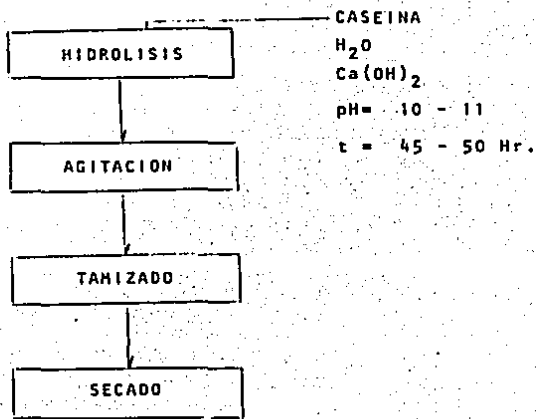 CASEINA
HIDROLISIS
H2O
Ca(OH)2
pH= 10 - 11
t = 45 - 50 Hr.
AGITACION
TAMIZADO
SECADO